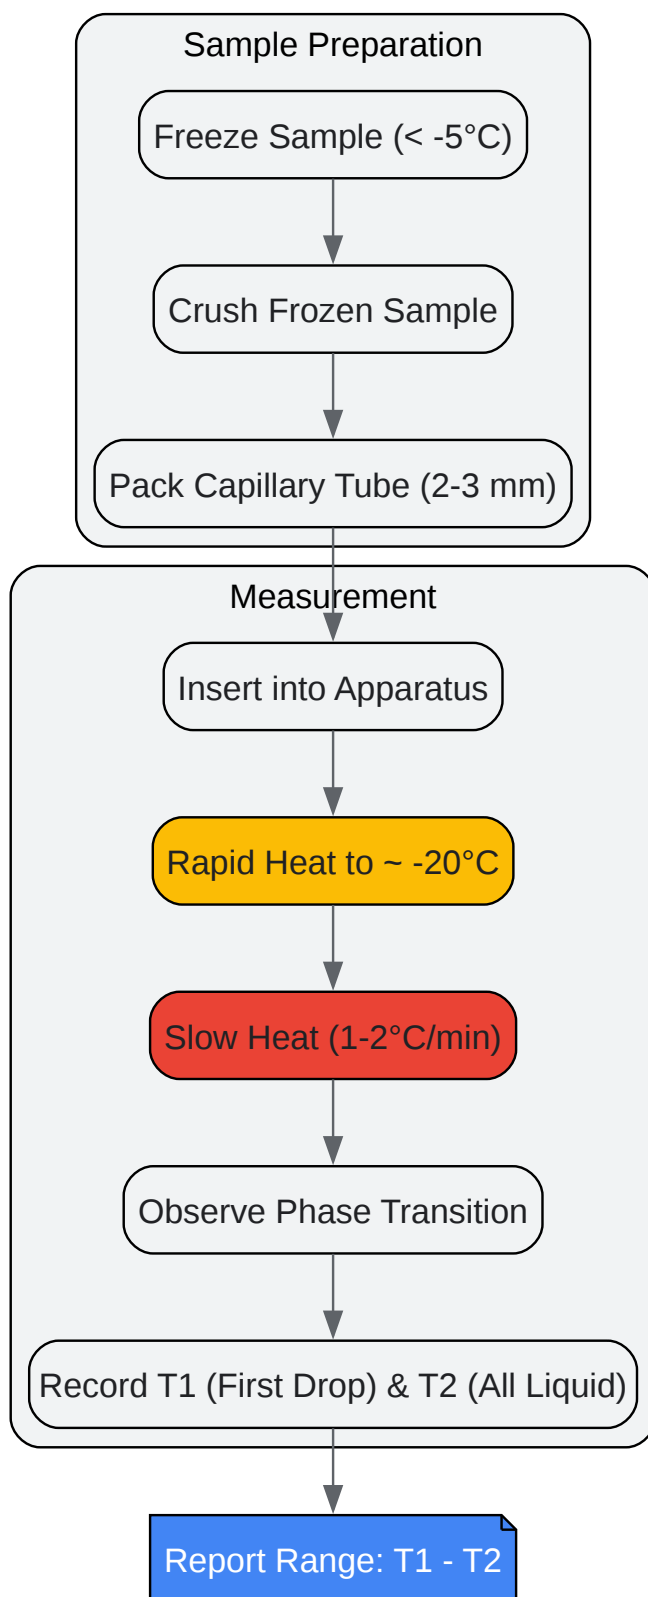 Sample Preparation
Freeze Sample (< -5°C)
Crush Frozen Sample
Pack Capillary Tube (2-3 mm)
Measurement
Insert into Apparatus
Rapid Heat to ~ -20°C
Slow Heat (1-2°C/min)
Observe Phase Transition
Record T1 (First Drop) & T2 (All Liquid)
Report Range: T1 - T2